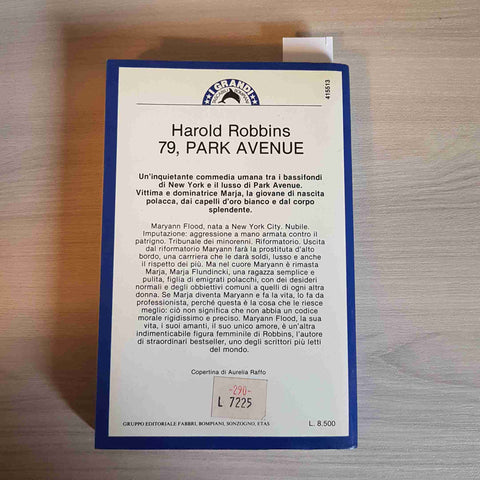 I GRANDI
415513
Harold Robbins
79, PARK AVENUE
Un'inquietante commedia umana tra i bassifondi
di New York e il lusso di Park Avenue.
Vittima e dominatrice Marja, la giovane di nascita
polacca, dai capelli d'oro bianco e dal corpo
splendente.
Maryann Flood, nata a New York City. Nubile.
Imputazione: aggressione a mano armata contro il
patrigno. Tribunale dei minorenni. Riformatorio. Uscita
dal riformatorio Maryann farà la prostituta d'alto
bordo, una carrriera che le darà soldi, lusso e anche
il rispetto dei più. Ma nel cuore Maryann è rimasta
Marja, Marja Flundincki, una ragazza semplice e
pulita, figlia di emigrati polacchi, con dei desideri
normali e degli obbiettivi comuni a quelli di ogni altra
donna. Se Marja diventa Maryann e fa la vita, lo fa da
professionista, perché questa è la cosa che le riesce
meglio: ciò non significa che non abbia un codice
morale rigidissimo e preciso. Maryann Flood, la sua
vita, i suoi amanti, il suo unico amore, è un'altra
indimenticabile figura femminile di Robbins, l'autore
di straordinari bestseller, uno degli scrittori più letti
del mondo.
Copertina di Aurelia Raffo
-290-
L 7225
GRUPPO EDITORIALE FABBRI, BOMPIANI, SONZOGNO, ETAS
L. 8.500